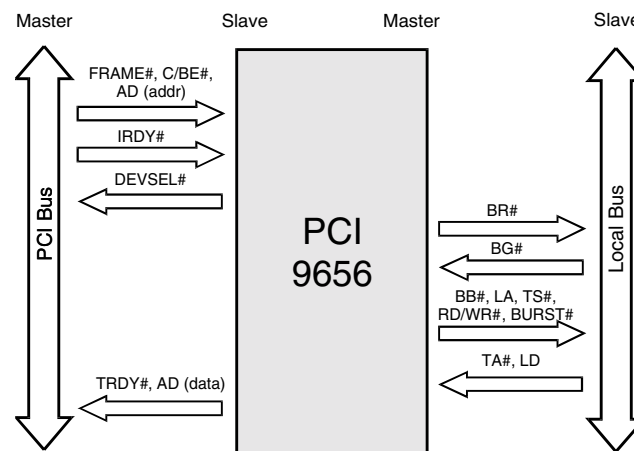 Master
Slave
Master
Slave
FRAME#, C/BE#,
AD (addr)
IRDY#
DEVSEL#
PCI Bus
PCI
9656
BR#
BG#
BB#, LA, TS#,
RD/WR#, BURST#
TA#, LD
Local Bus
TRDY#, AD (data)